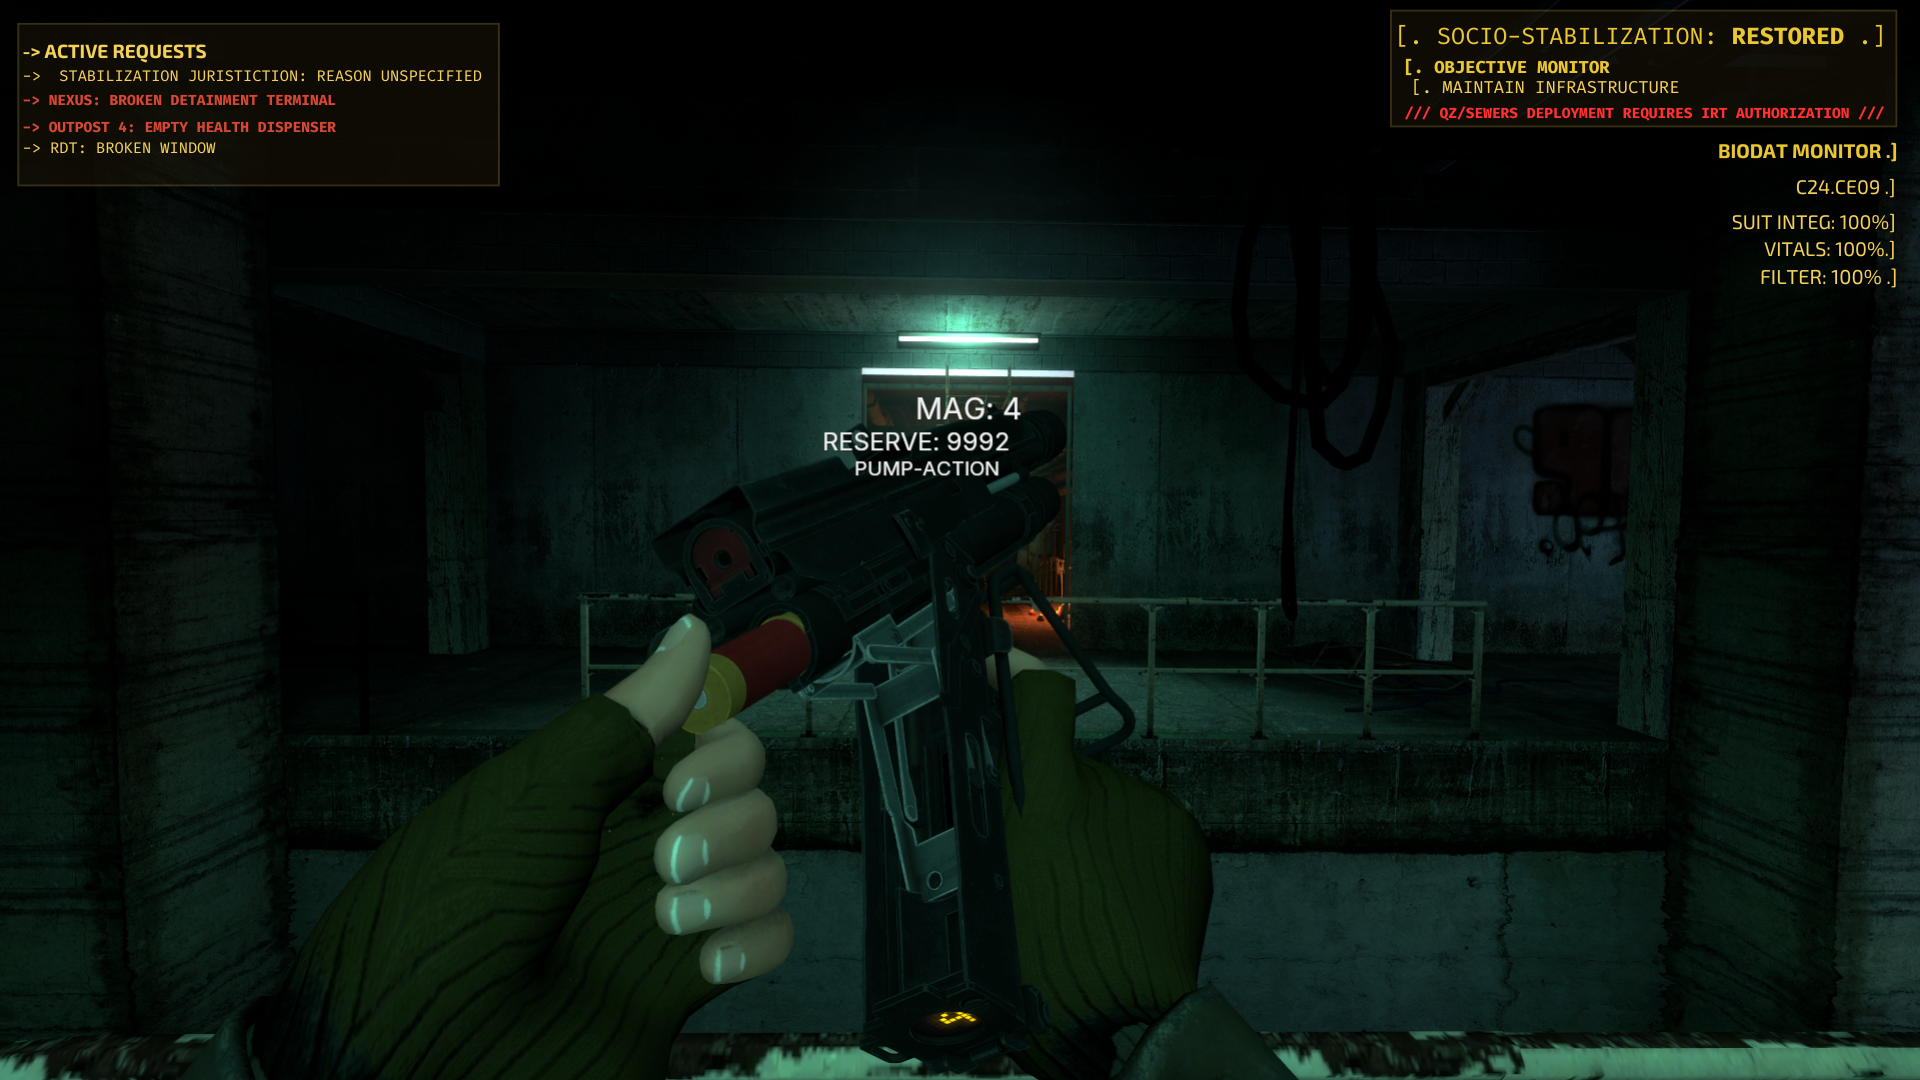 -> ACTIVE REQUESTS
-> STABILIZATION JURISTICTION: REASON UNSPECIFIED
-> NEXUS: BROKEN DETAINMENT TERMINAL
-> OUTPOST 4: EMPTY HEALTH DISPENSER
-> RDT: BROKEN WINDOW
[. SOCIO-STABILIZATION: RESTORED .]
[. OBJECTIVE MONITOR
[. MAINTAIN INFRASTRUCTURE
/// QZ/SEWERS DEPLOYMENT REQUIRES IRT AUTHORIZATION ///
BIODAT MONITOR .]
C24.CE09 .]
SUIT INTEG: 100%]
VITALS: 100%.]
FILTER: 100% .]
MAG: 4
RESERVE: 9992
PUMP-ACTION
4